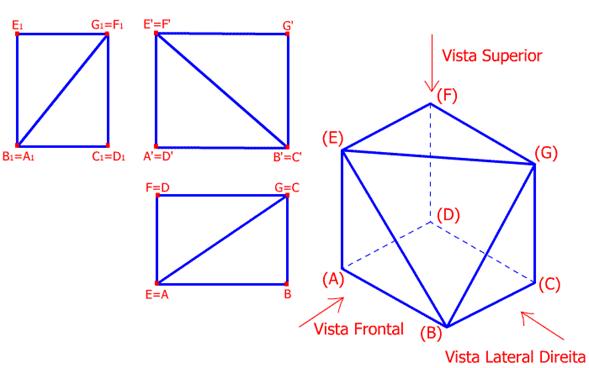 E1 G1=F1
B1=A1 C1=D1
E'=F' G'
A'=D' B'=C'
F=D G=C
E=A B
Vista Superior
(F)
(E)
(G)
(D)
(A)
(C)
(B)
Vista Frontal
Vista Lateral Direita